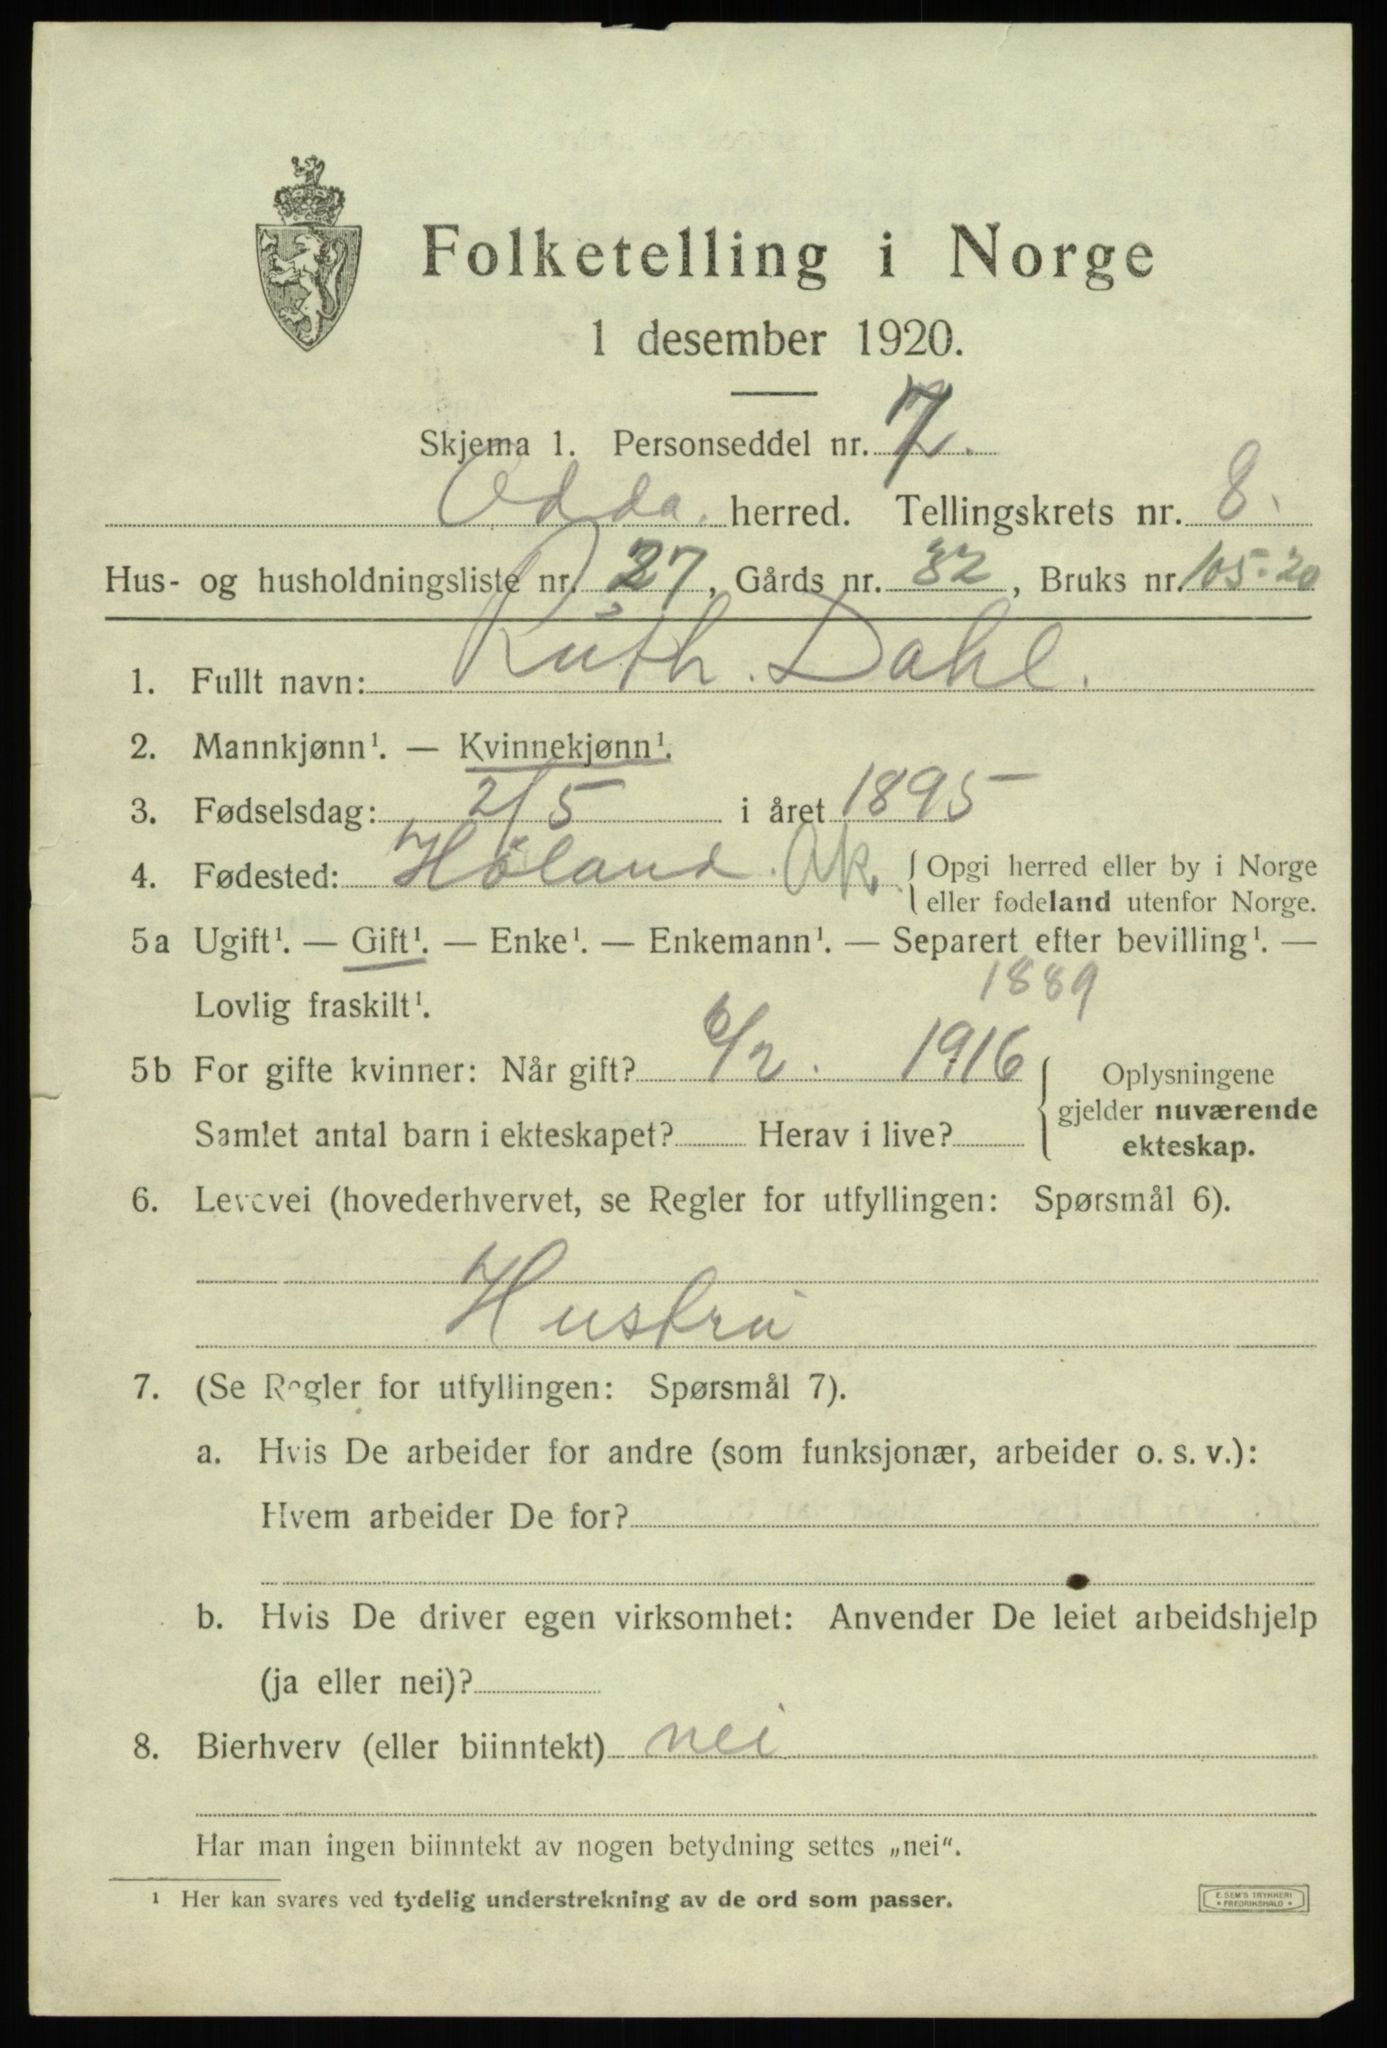 Folketelling i Norge
1 desember 1920.
Skjema 1. Personseddel nr. 7.
Odda. herred. Tellingskrets nr. 8.
Hus- og husholdningsliste nr. 27, Gårds nr. 32, Bruks nr. 105-20
1. Fullt navn: Ruth. Dahl.
2. Mannkjønn¹. — Kvinnekjønn¹.
3. Fødselsdag: 2/5 i året 1895
4. Fødested: Høland. Ak. { Opgi herred eller by i Norge
eller fødeland utenfor Norge.
5a Ugift¹. — Gift¹. — Enke¹. — Enkemann¹. — Separert efter bevilling¹. —
Lovlig fraskilt¹. 1889
5b For gifte kvinner: Når gift? 6/2. 1916 { Oplysningene
gjelder nuværende
ekteskap.
Samlet antal barn i ekteskapet? Herav i live?
6. Levevei (hovederhvervet, se Regler for utfyllingen: Spørsmål 6).
Hustru
7. (Se Regler for utfyllingen: Spørsmål 7).
a. Hvis De arbeider for andre (som funksjonær, arbeider o. s. v.):
Hvem arbeider De for?
b. Hvis De driver egen virksomhet: Anvender De leiet arbeidshjelp
(ja eller nei)?
8. Bierhverv (eller biinntekt) nei
Har man ingen biinntekt av nogen betydning settes „nei“.
¹ Her kan svares ved tydelig understrekning av de ord som passer.
E. SEM'S TRYKKERI
• FREDRIKSHALD •